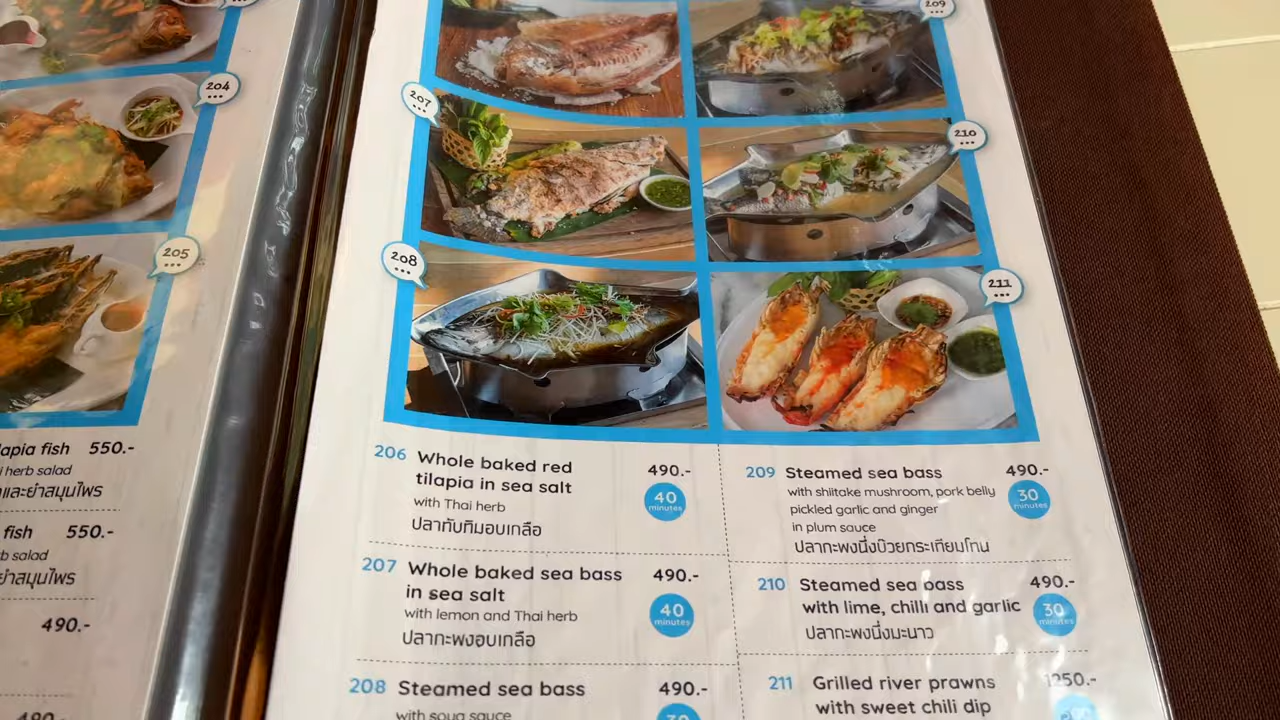 204
205
lapia fish 550.-
i herb salad
และยำสมุนไพร
fish 550.-
rb salad
ยำสมุนไพร
490.-
490.-
209
207
210
208
211
206 Whole baked red 490.-
tilapia in sea salt
40
minutes
with Thai herb
ปลาทับทิมอบเกลือ
207 Whole baked sea bass 490.-
in sea salt
40
minutes
with lemon and Thai herb
ปลากะพงอบเกลือ
208 Steamed sea bass 490.-
with soya sauce
30
209 Steamed sea bass 490.-
with shiitake mushroom, pork belly
30
minutes
pickled garlic and ginger
in plum sauce
ปลากะพงนึ่งบ๊วยกระเทียมโทน
210 Steamed sea bass 490.-
with lime, chilli and garlic
30
minutes
ปลากะพงนึ่งมะนาว
211 Grilled river prawns 1250.-
with sweet chili dip